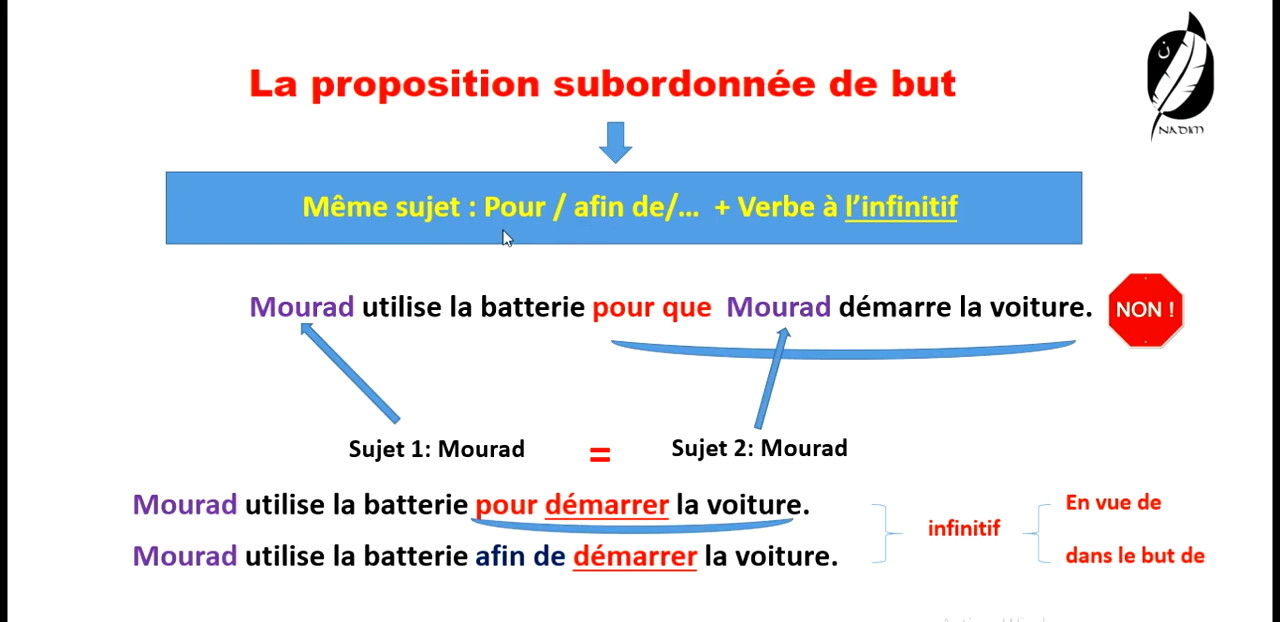 La proposition subordonnée de but
NADIM
Même sujet : Pour / afin de/... + Verbe à l'infinitif
Mourad utilise la batterie pour que Mourad démarre la voiture.
NON !
Sujet 1: Mourad = Sujet 2: Mourad
Mourad utilise la batterie pour démarrer la voiture.
Mourad utilise la batterie afin de démarrer la voiture.
infinitif
En vue de
dans le but de